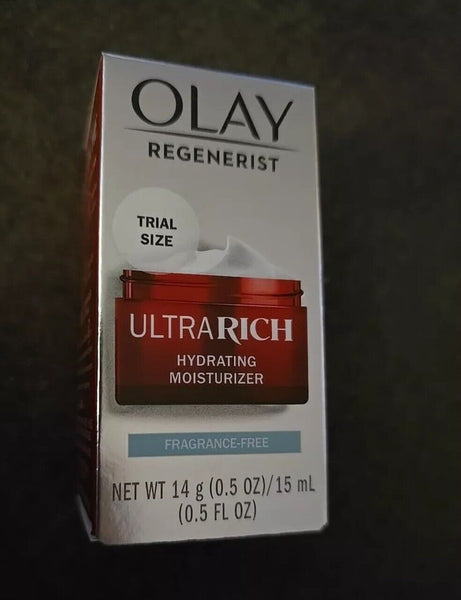 OLAY
REGENERIST
TRIAL
SIZE
ULTRARICH
HYDRATING
MOISTURIZER
FRAGRANCE-FREE
NET WT 14 g (0.5 OZ)/15 mL
(0.5 FL OZ)